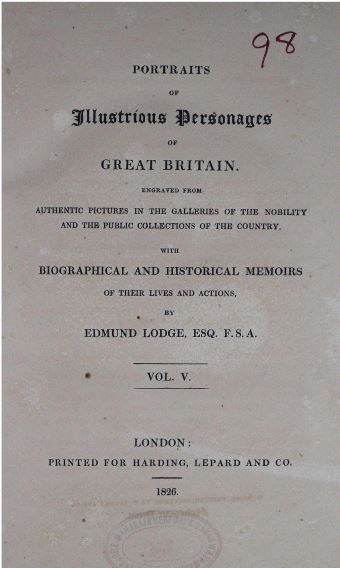 98
PORTRAITS
OF
Illustrious Personages
OF
GREAT BRITAIN.
ENGRAVED FROM
AUTHENTIC PICTURES IN THE GALLERIES OF THE NOBILITY
AND THE PUBLIC COLLECTIONS OF THE COUNTRY.
WITH
BIOGRAPHICAL AND HISTORICAL MEMOIRS
OF THEIR LIVES AND ACTIONS,
BY
EDMUND LODGE, ESQ. F.S.A.
VOL. V.
LONDON:
PRINTED FOR HARDING, LEPARD AND CO.
1826.